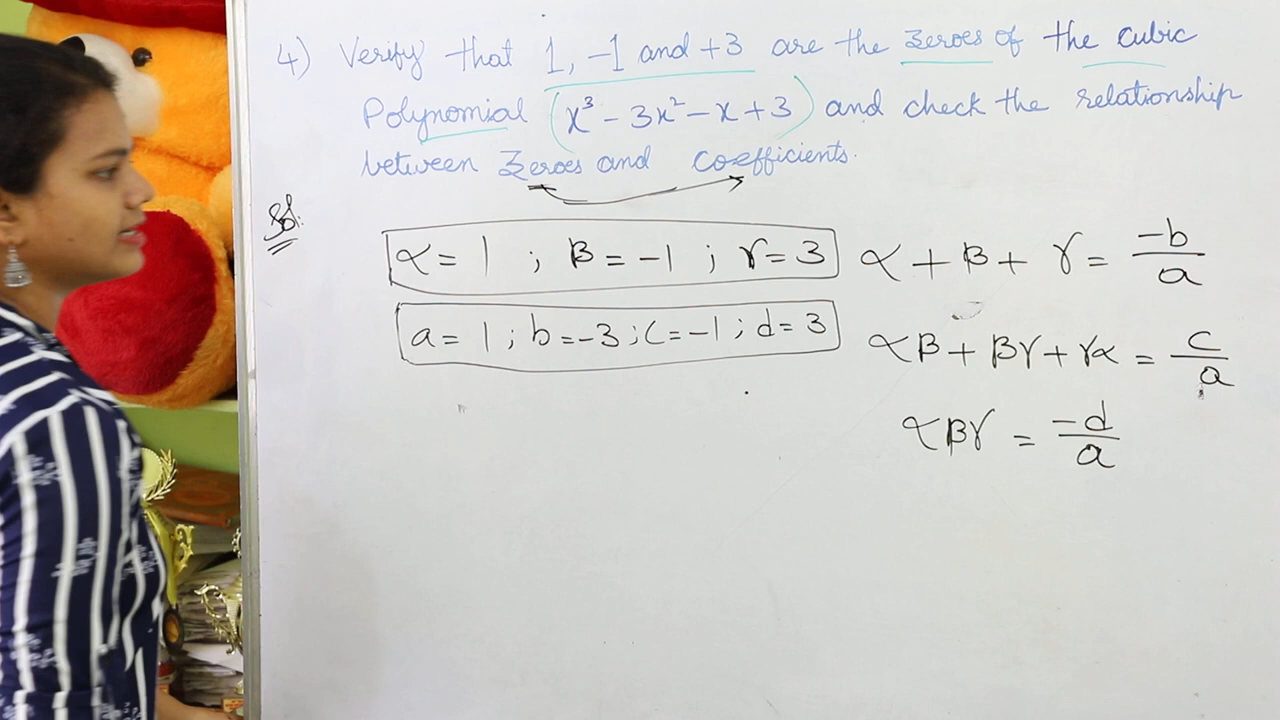 4) Verify that 1, -1 and +3 are the zeroes of the cubic
Polynomial (x³ - 3x² - x + 3) and check the relationship
between zeroes and coefficients.
Sol:
α = 1 ; β = -1 ; γ = 3
a = 1 ; b = -3 ; c = -1 ; d = 3
α + β + γ = -b/a
αβ + βγ + γα = c/a
αβγ = -d/a